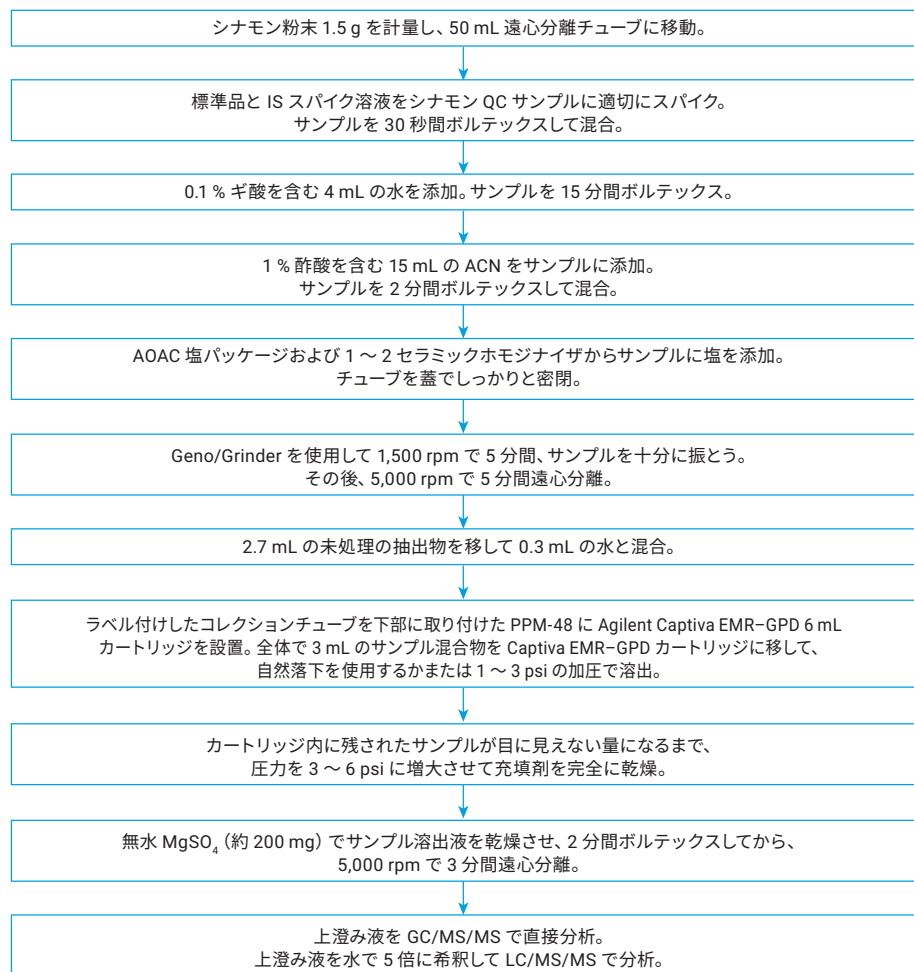 シナモン粉末 1.5 g を計量し、50 mL 遠心分離チューブに移動。
標準品と IS スパイク溶液をシナモン QC サンプルに適切にスパイク。
サンプルを 30 秒間ボルテックスして混合。
0.1 % ギ酸を含む 4 mL の水を添加。サンプルを 15 分間ボルテックス。
1 % 酢酸を含む 15 mL の ACN をサンプルに添加。
サンプルを 2 分間ボルテックスして混合。
AOAC 塩パッケージおよび 1 ～ 2 セラミックホモジナイザからサンプルに塩を添加。
チューブを蓋でしっかりと密閉。
Geno/Grinder を使用して 1,500 rpm で 5 分間、サンプルを十分に振とう。
その後、5,000 rpm で 5 分間遠心分離。
2.7 mL の未処理の抽出物を移して 0.3 mL の水と混合。
ラベル付けしたコレクションチューブを下部に取り付けた PPM-48 に Agilent Captiva EMR–GPD 6 mL
カートリッジを設置。全体で 3 mL のサンプル混合物を Captiva EMR–GPD カートリッジに移して、
自然落下を使用するかまたは 1 ～ 3 psi の加圧で溶出。
カートリッジ内に残されたサンプルが目に見えない量になるまで、
圧力を 3 ～ 6 psi に増大させて充填剤を完全に乾燥。
無水 MgSO₄（約 200 mg）でサンプル溶出液を乾燥させ、2 分間ボルテックスしてから、
5,000 rpm で 3 分間遠心分離。
上澄み液を GC/MS/MS で直接分析。
上澄み液を水で 5 倍に希釈して LC/MS/MS で分析。